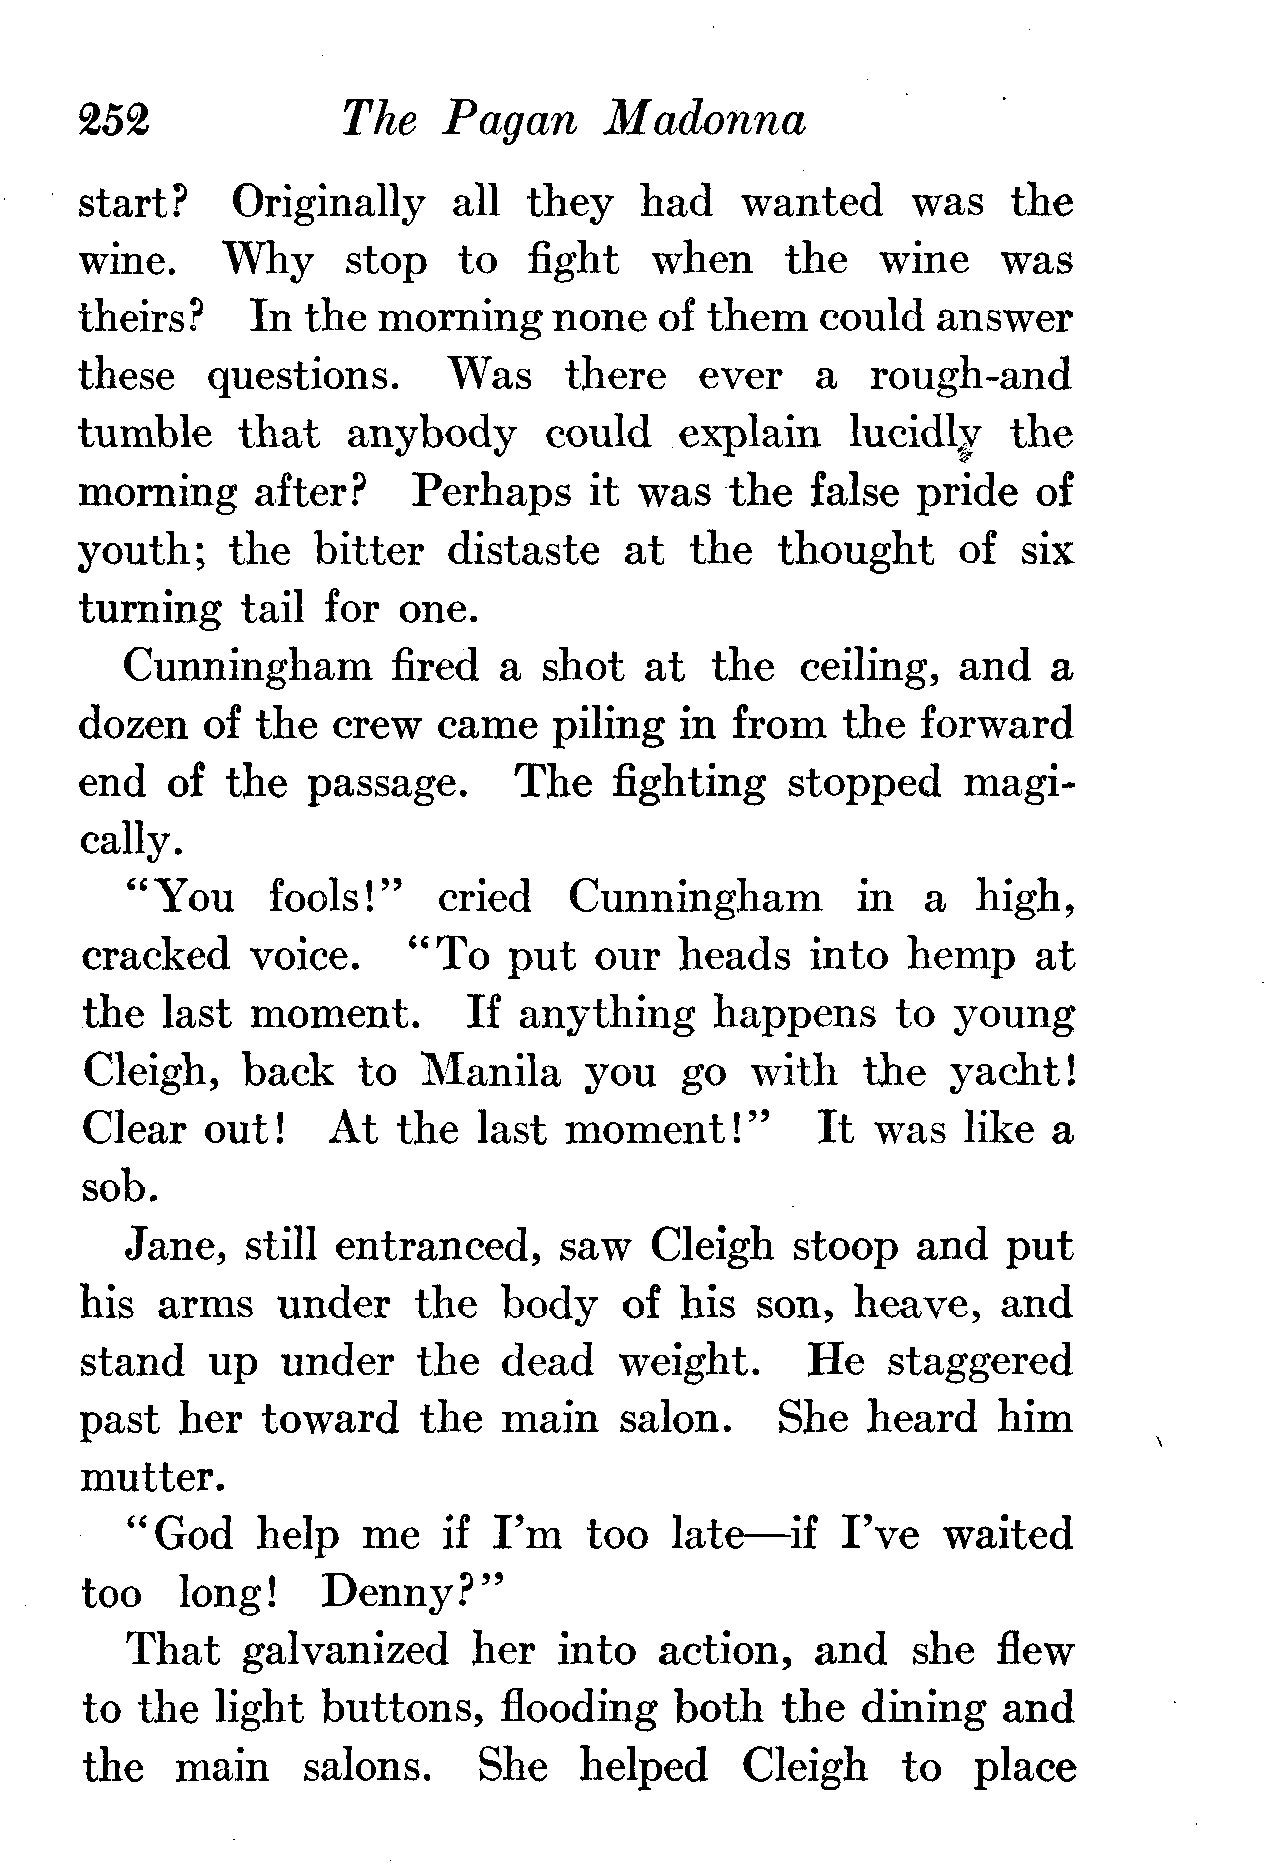 252 The Pagan Madonna
start? Originally all they had wanted was the
wine. Why stop to fight when the wine was
theirs? In the morning none of them could answer
these questions. Was there ever a rough-and
tumble that anybody could explain lucidly the
morning after? Perhaps it was the false pride of
youth; the bitter distaste at the thought of six
turning tail for one.
Cunningham fired a shot at the ceiling, and a
dozen of the crew came piling in from the forward
end of the passage. The fighting stopped magi-
cally.
"You fools!" cried Cunningham in a high,
cracked voice. "To put our heads into hemp at
the last moment. If anything happens to young
Cleigh, back to Manila you go with the yacht!
Clear out! At the last moment!" It was like a
sob.
Jane, still entranced, saw Cleigh stoop and put
his arms under the body of his son, heave, and
stand up under the dead weight. He staggered
past her toward the main salon. She heard him
mutter.
"God help me if I'm too late—if I've waited
too long! Denny?"
That galvanized her into action, and she flew
to the light buttons, flooding both the dining and
the main salons. She helped Cleigh to place